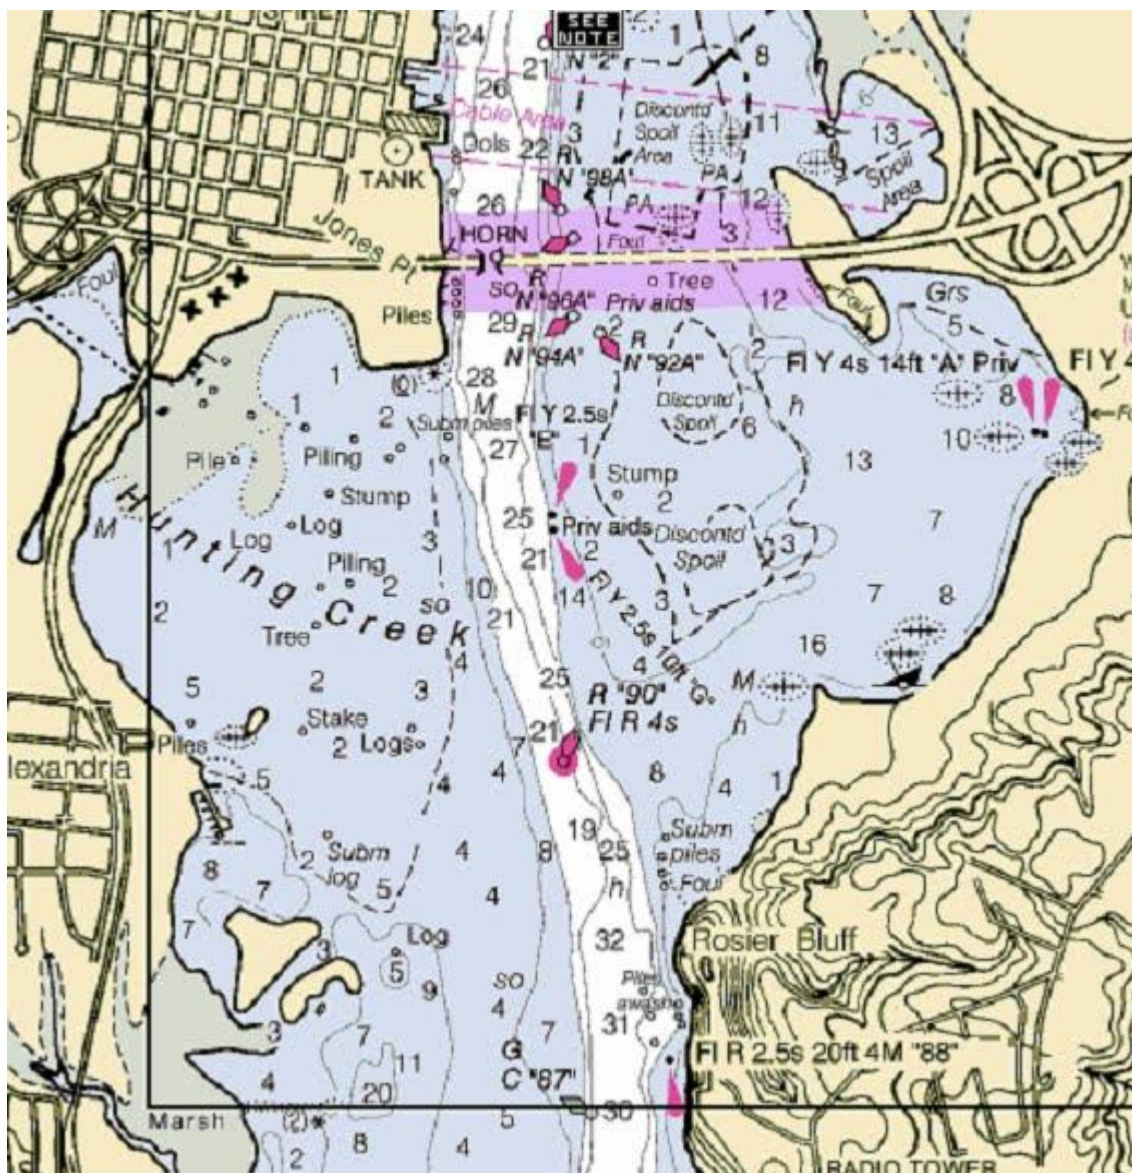 SEE
NOTE
24
21
N "2"
1
8
26
Cable Area
3
Discontd
Spoil
Area
11
13
Spoil
Area
Dols
22
R
N "98A"
PA
PA
12
TANK
26
HORN
Foul
3
Jones Pt
SO
R
N "96A"
Priv aids
Tree
12
Foul
Grs
5
Foul
Piles
29
R
N "94A"
2
R
N "92A"
2
Fl Y 4s 14ft "A" Priv
Fl Y 4
8
10
28
M
1
Subm piles
Fl Y 2.5s
"E"
Discontd
Spoil
6
h
13
1
2
27
1
Pile
Piling
1
Stump
Stump
2
Log
Log
M
1
Hunting Creek
3
25
Priv aids
21
2
Discontd
Spoil
3
7
Piling
2
SO
10
21
14
Fl Y 2.5s 10ft "G"
3
7
8
2
Tree
4
4
16
5
2
3
25
R "90"
Fl R 4s
M
Stake
2
Logs
21
7
h
Piles
lexandria
5
4
4
8
4
1
2
Subm
log
4
8
19
25
Subm
piles
Foul
8
7
5
4
h
7
3
Log
5
9
32
Rosier Bluff
SO
4
7
Piles
awash
31
3
7
11
20
4
G
C "87"
Fl R 2.5s 20ft 4M "88"
30
Marsh
(2)
5
2
8
4
RADIO TOWER